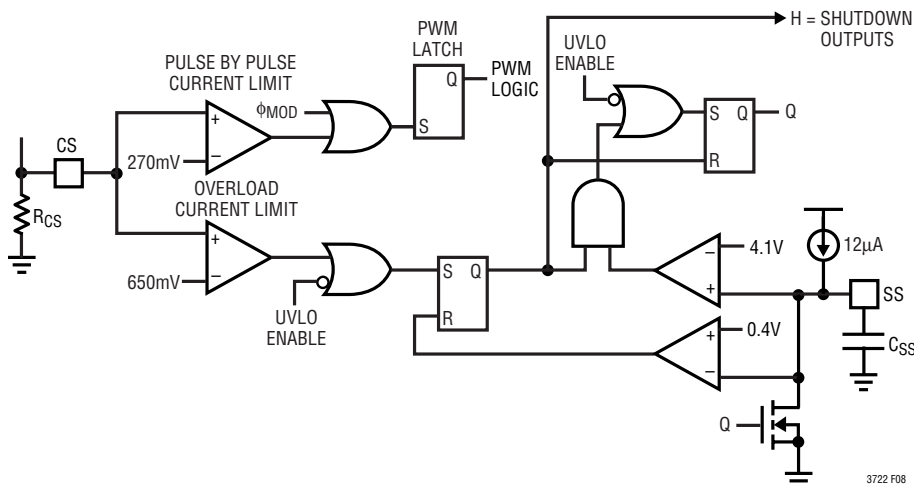 H = SHUTDOWN
OUTPUTS
PWM
LATCH
UVLO
ENABLE
PULSE BY PULSE
CURRENT LIMIT
Q
PWM
LOGIC
ΦMOD
S
S Q
Q
R
CS
+
270mV
–
OVERLOAD
CURRENT LIMIT
RCS
+
650mV
–
UVLO
ENABLE
S Q
R
–
4.1V
+
12µA
SS
CSS
+
0.4V
–
Q
3722 F08